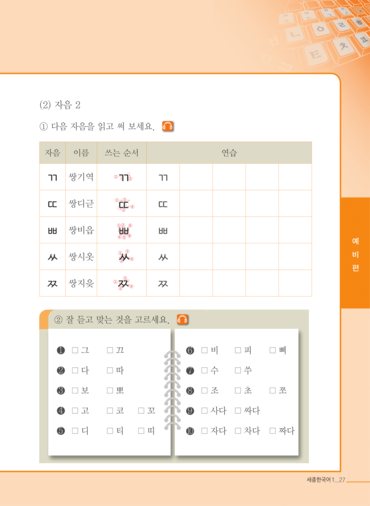 (2) 자음 2
① 다음 자음을 읽고 써 보세요.
자음 이름 쓰는 순서 연습
ㄲ 쌍기역 ㄲ ㄲ
ㄸ 쌍디귿 ㄸ ㄸ
ㅃ 쌍비읍 ㅃ ㅃ
ㅆ 쌍시옷 ㅆ ㅆ
ㅉ 쌍지읒 ㅉ ㅉ
② 잘 듣고 맞는 것을 고르세요.
❶ □ 그 □ 끄
❷ □ 다 □ 따
❸ □ 보 □ 뽀
❹ □ 고 □ 코 □ 꼬
❺ □ 디 □ 티 □ 띠
❻ □ 비 □ 피 □ 삐
❼ □ 수 □ 쑤
❽ □ 조 □ 초 □ 쪼
❾ □ 사다 □ 싸다
❿ □ 자다 □ 차다 □ 짜다
예비편
세종한국어 1_27